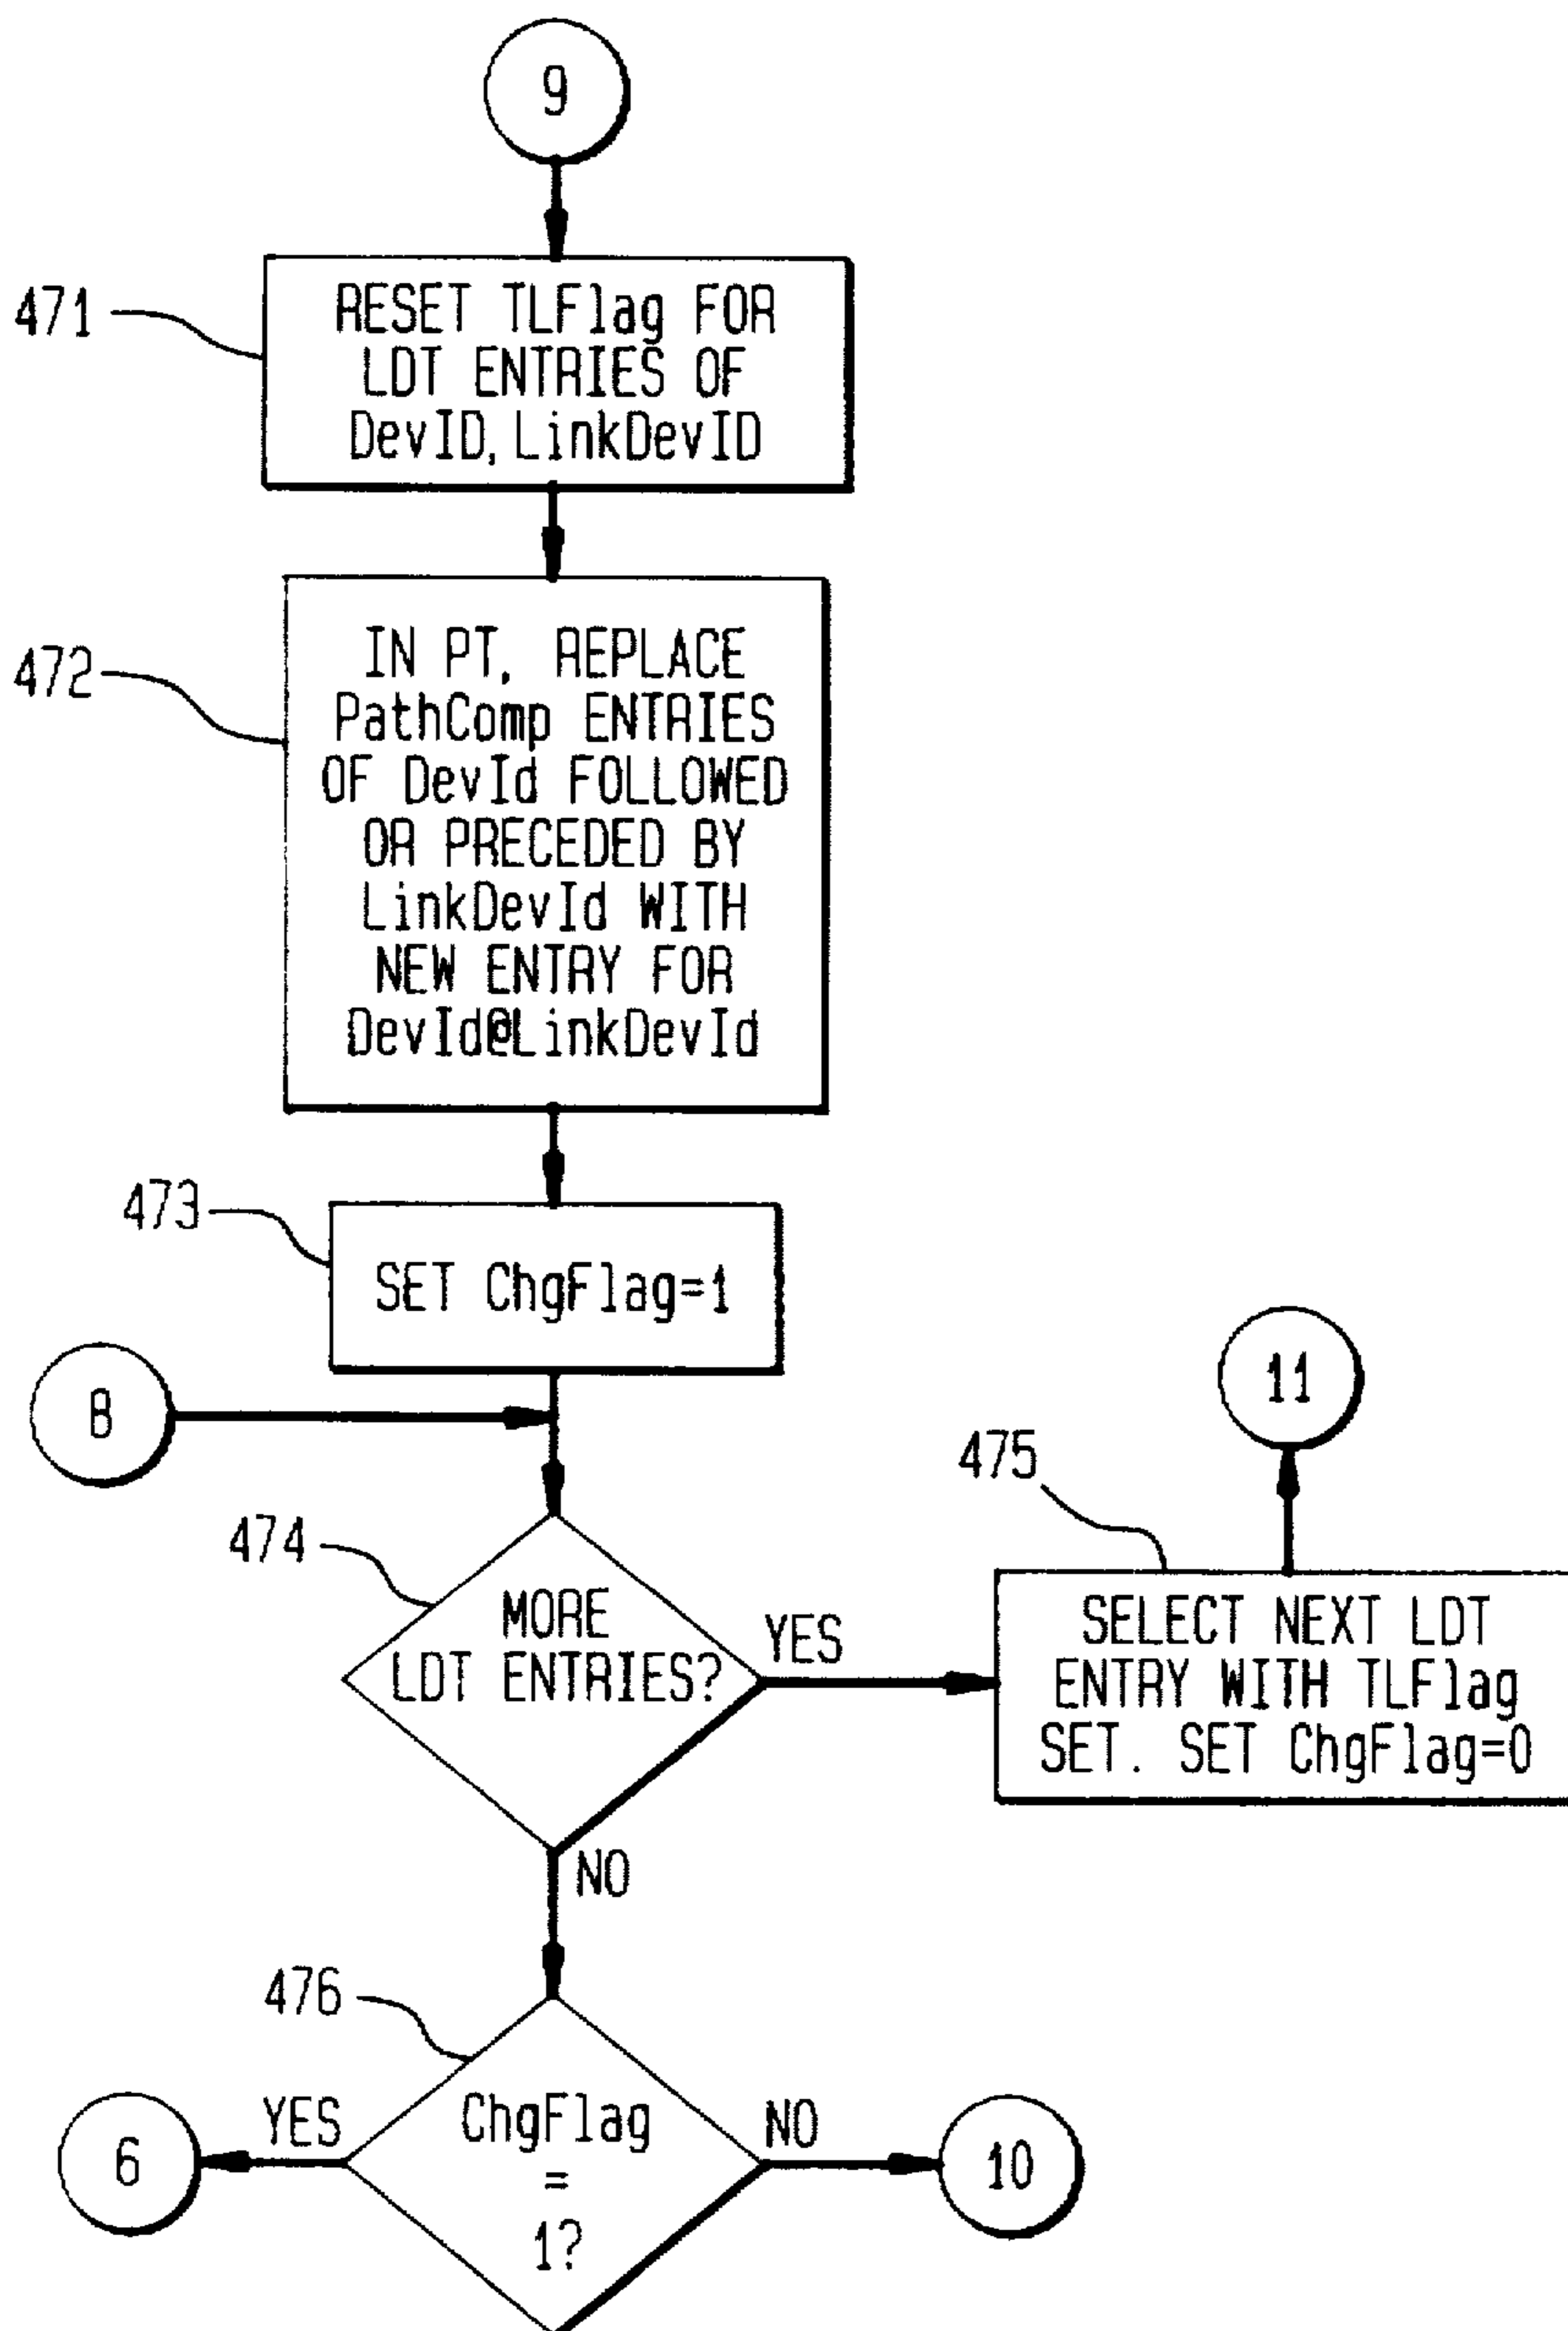 9
471
RESET TLFlag FOR
LDT ENTRIES OF
DevID, LinkDevID
472
IN PT, REPLACE
PathComp ENTRIES
OF DevId FOLLOWED
OR PRECEDED BY
LinkDevId WITH
NEW ENTRY FOR
DevId@LinkDevId
473
SET ChgFlag=1
8
11
475
474
MORE
LDT ENTRIES?
YES
SELECT NEXT LDT
ENTRY WITH TLFlag
SET. SET ChgFlag=0
NO
476
6
YES
ChgFlag
=
1?
NO
10